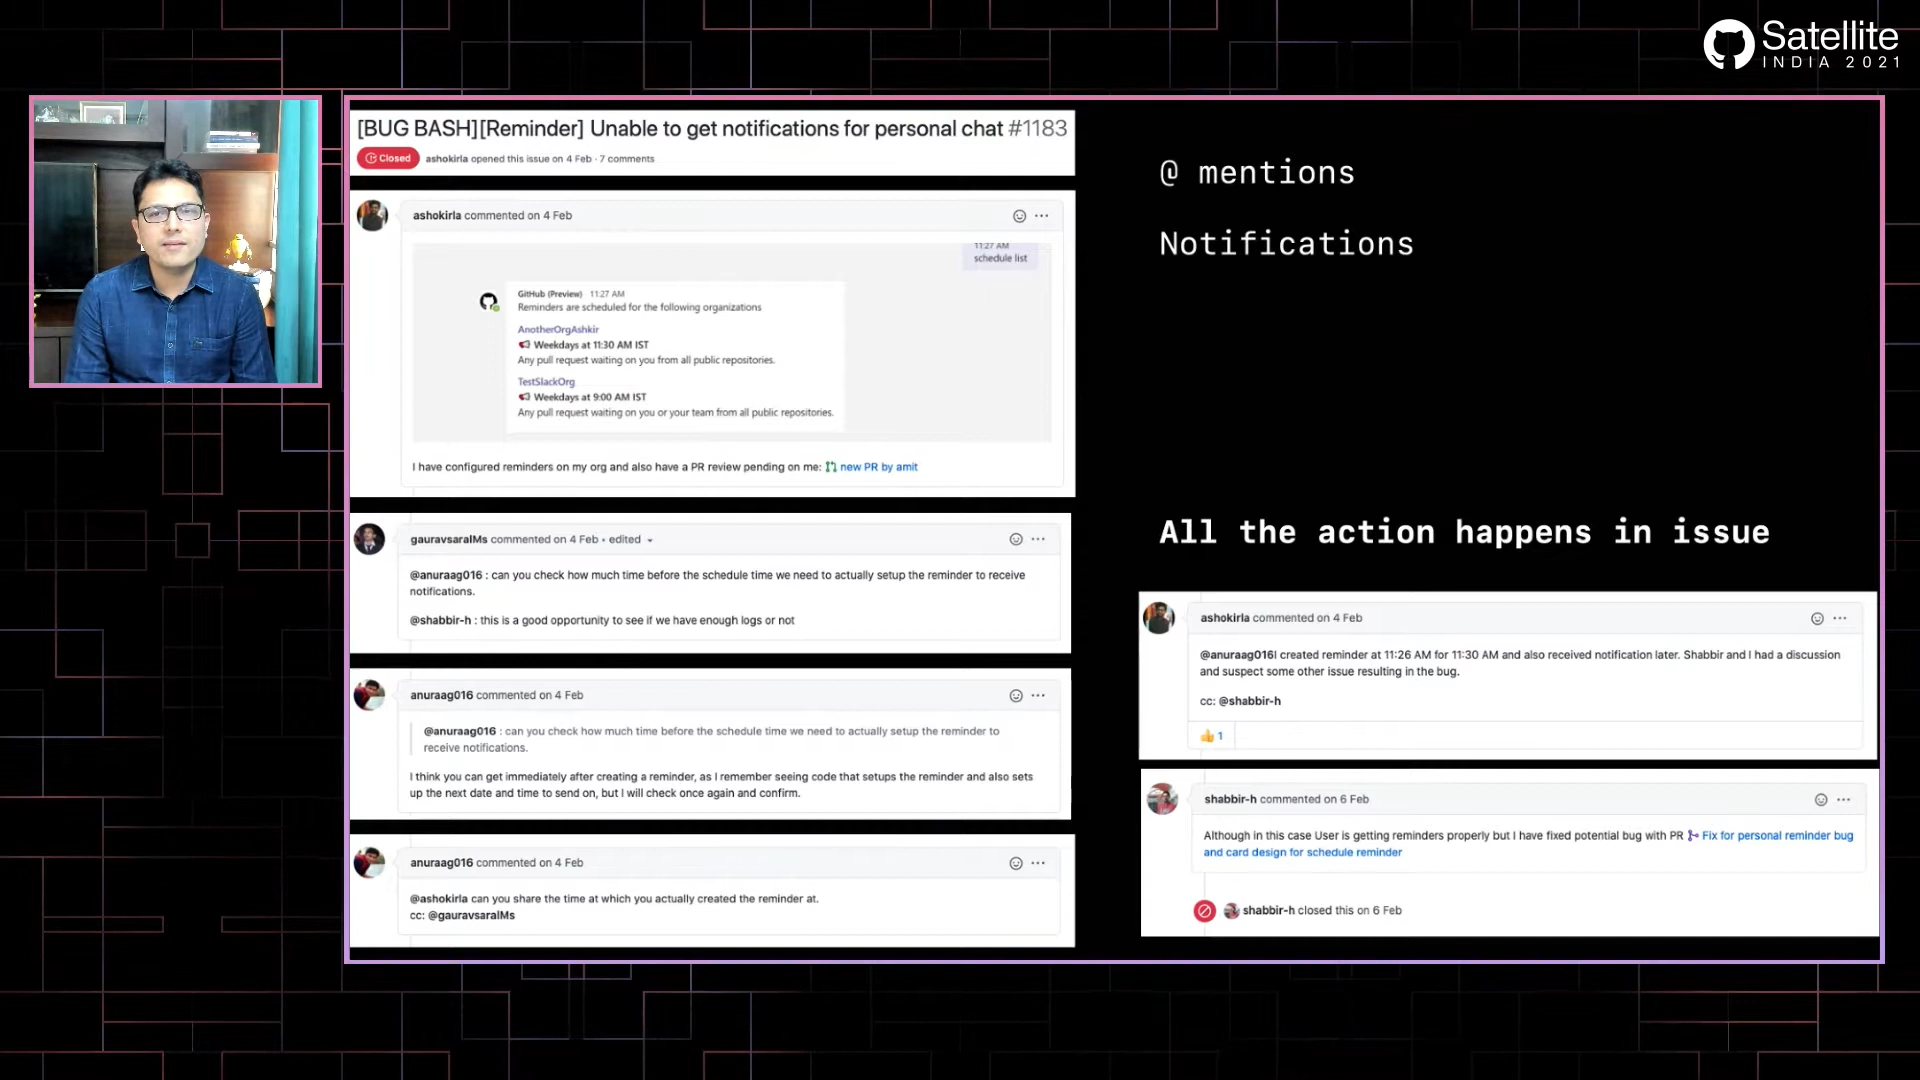 Satellite
INDIA 2021
[BUG BASH][Reminder] Unable to get notifications for personal chat #1183
Closed ashokirla opened this issue on 4 Feb · 7 comments
ashokirla commented on 4 Feb
11:27 AM
schedule list
GitHub (Preview) 11:27 AM
Reminders are scheduled for the following organizations
AnotherOrgAshkir
Weekdays at 11:30 AM IST
Any pull request waiting on you from all public repositories.
TestSlackOrg
Weekdays at 9:00 AM IST
Any pull request waiting on you or your team from all public repositories.
I have configured reminders on my org and also have a PR review pending on me: new PR by amit
gauravsaralMs commented on 4 Feb • edited
@anuraag016 : can you check how much time before the schedule time we need to actually setup the reminder to receive
notifications.
@shabbir-h : this is a good opportunity to see if we have enough logs or not
anuraag016 commented on 4 Feb
@anuraag016 : can you check how much time before the schedule time we need to actually setup the reminder to
receive notifications.
I think you can get immediately after creating a reminder, as I remember seeing code that setups the reminder and also sets
up the next date and time to send on, but I will check once again and confirm.
anuraag016 commented on 4 Feb
@ashokirla can you share the time at which you actually created the reminder at.
cc: @gauravsaralMs
@ mentions
Notifications
All the action happens in issue
ashokirla commented on 4 Feb
@anuraag016I created reminder at 11:26 AM for 11:30 AM and also received notification later. Shabbir and I had a discussion
and suspect some other issue resulting in the bug.
cc: @shabbir-h
👍 1
shabbir-h commented on 6 Feb
Although in this case User is getting reminders properly but I have fixed potential bug with PR Fix for personal reminder bug
and card design for schedule reminder
shabbir-h closed this on 6 Feb